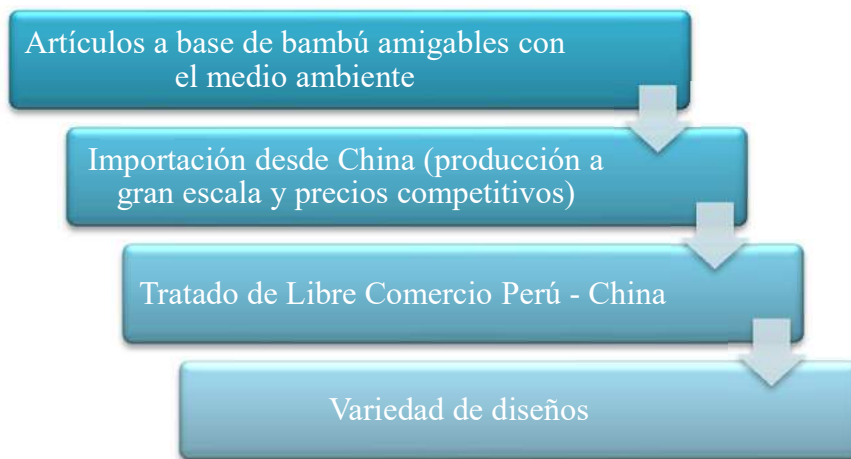 Artículos a base de bambú amigables con
el medio ambiente
Importación desde China (producción a
gran escala y precios competitivos)
Tratado de Libre Comercio Perú - China
Variedad de diseños